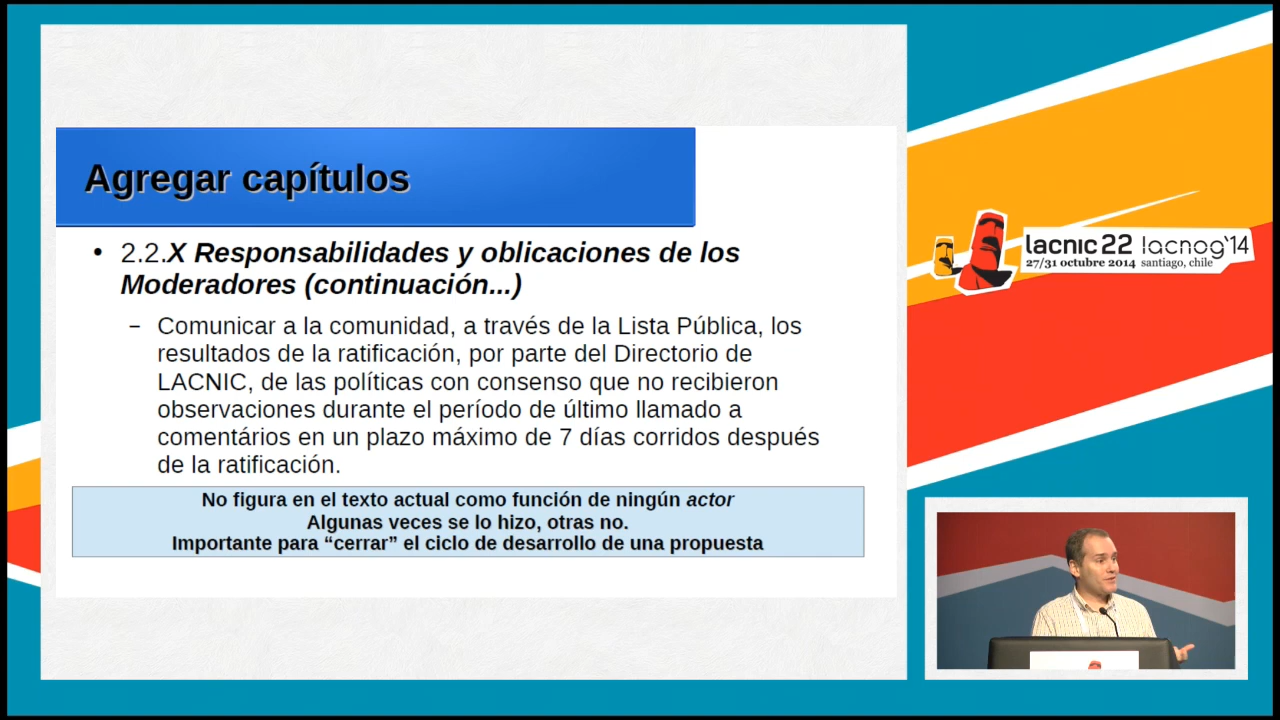 Agregar capítulos
• 2.2.X Responsabilidades y oblicaciones de los
Moderadores (continuación...)
– Comunicar a la comunidad, a través de la Lista Pública, los
resultados de la ratificación, por parte del Directorio de
LACNIC, de las políticas con consenso que no recibieron
observaciones durante el período de último llamado a
comentários en un plazo máximo de 7 días corridos después
de la ratificación.
No figura en el texto actual como función de ningún actor
Algunas veces se lo hizo, otras no.
Importante para “cerrar” el ciclo de desarrollo de una propuesta
lacnic 22 lacnog'14
27/31 octubre 2014 santiago, chile